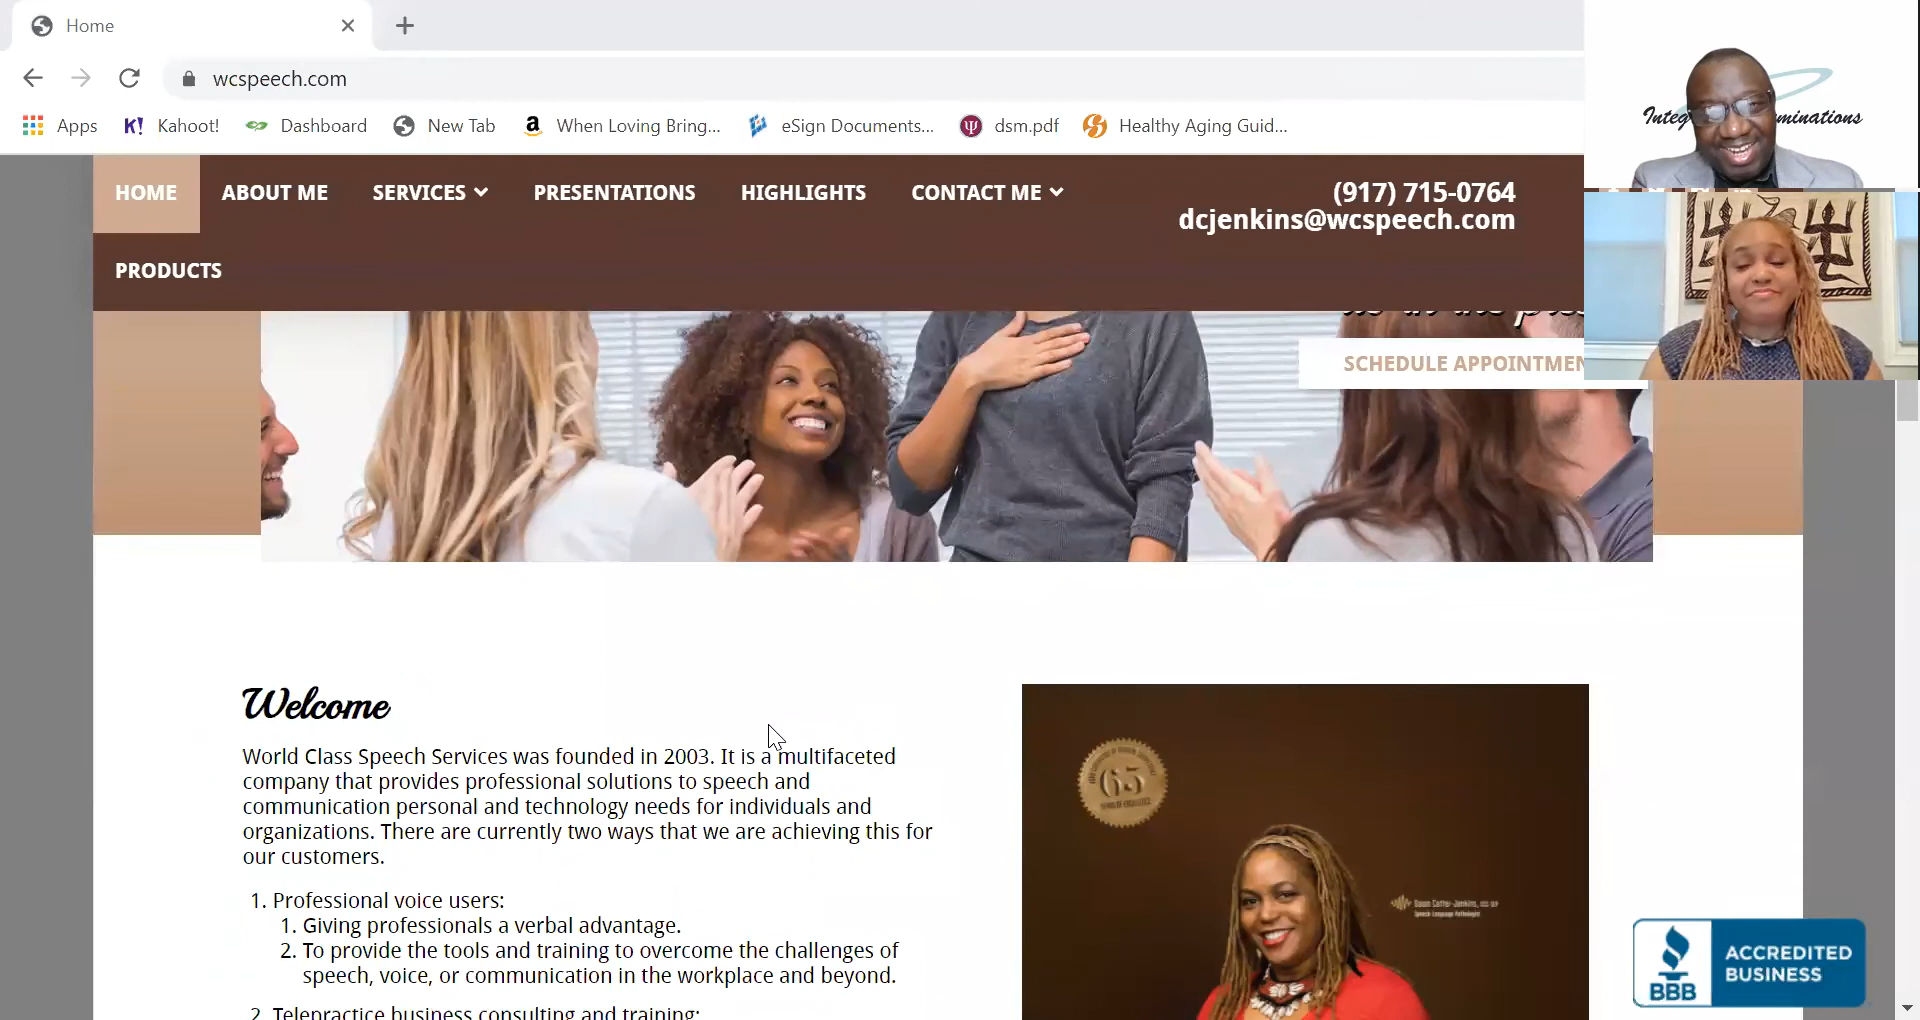 Home
wcspeech.com
Apps
K!
Kahoot!
Dashboard
New Tab
When Loving Bring...
eSign Documents...
dsm.pdf
Healthy Aging Guid...
HOME
ABOUT ME
SERVICES
PRESENTATIONS
HIGHLIGHTS
CONTACT ME
(917) 715-0764
dcjenkins@wcspeech.com
PRODUCTS
SCHEDULE APPOINTMEN
Welcome
World Class Speech Services was founded in 2003. It is a multifaceted
company that provides professional solutions to speech and
communication personal and technology needs for individuals and
organizations. There are currently two ways that we are achieving this for
our customers.
1. Professional voice users:
1. Giving professionals a verbal advantage.
2. To provide the tools and training to overcome the challenges of
speech, voice, or communication in the workplace and beyond.
2. Telepractice business consulting and training:
65
BBB
ACCREDITED
BUSINESS